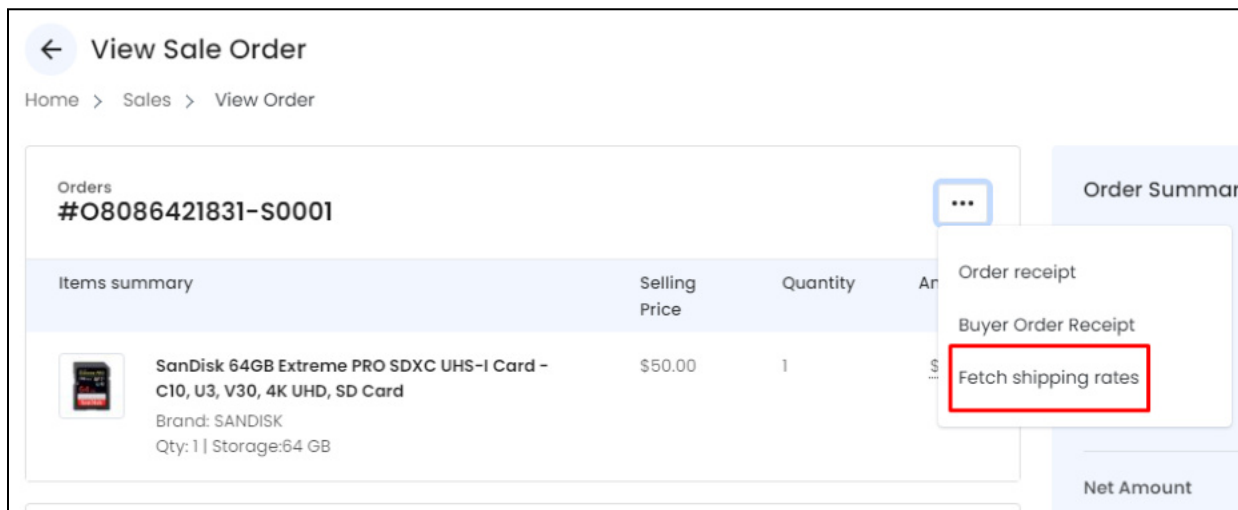 View Sale Order
Home > Sales > View Order
Orders
#O8086421831-S0001
Order Summar
Order receipt
Buyer Order Receipt
Fetch shipping rates
Items summary
Selling
Price
Quantity
An
SanDisk 64GB Extreme PRO SDXC UHS-I Card -
C10, U3, V30, 4K UHD, SD Card
$50.00
1
$
Brand: SANDISK
Qty: 1 | Storage:64 GB
Net Amount